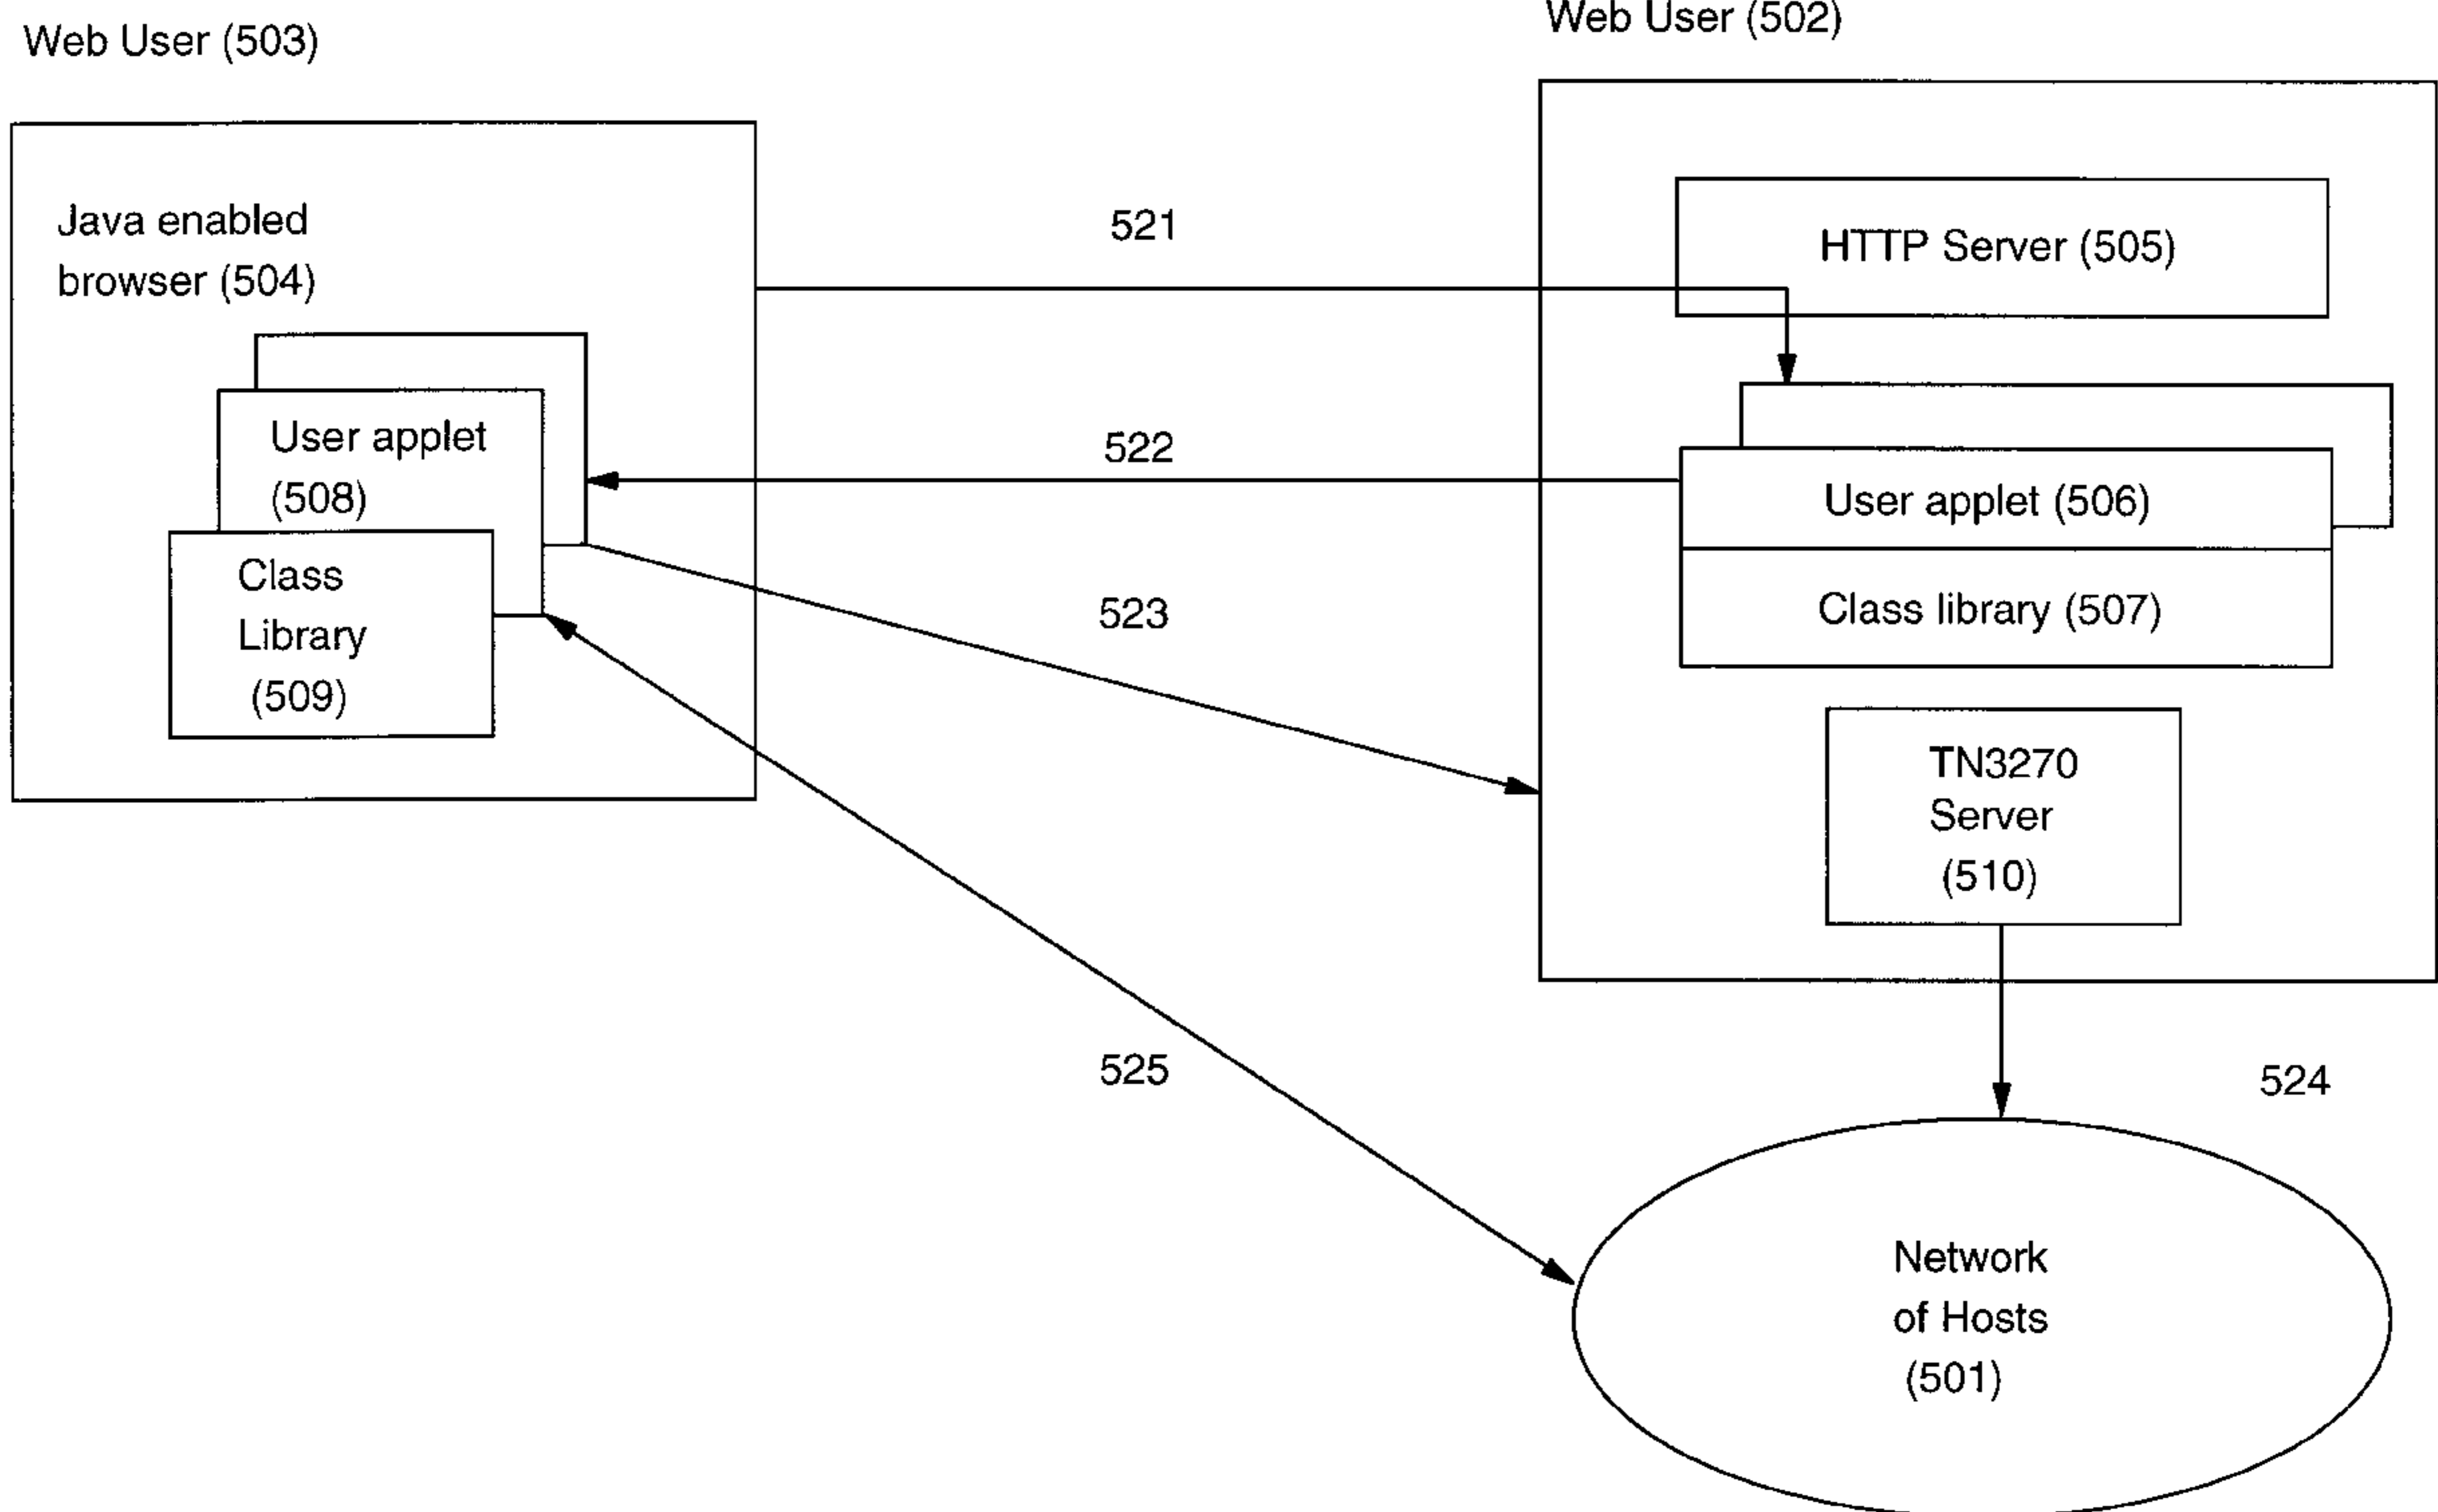 Web User (503)
Web User (502)
Java enabled
browser (504)
521
HTTP Server (505)
User applet
(508)
522
User applet (506)
Class
Library
(509)
523
Class library (507)
TN3270
Server
(510)
525
524
Network
of Hosts
(501)